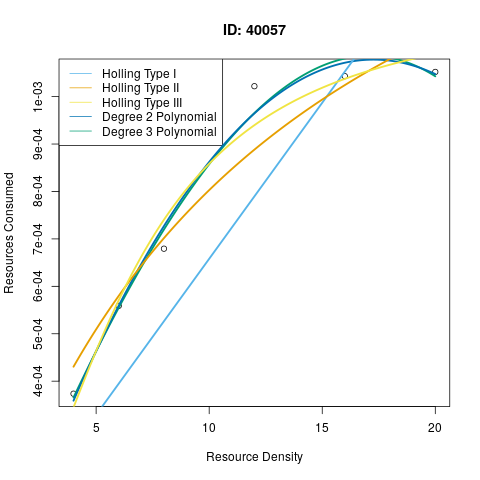 ID: 40057
Holling Type I
Holling Type II
Holling Type III
Degree 2 Polynomial
Degree 3 Polynomial
Resources Consumed
1e-03
9e-04
8e-04
7e-04
6e-04
5e-04
4e-04
5 10 15 20
Resource Density